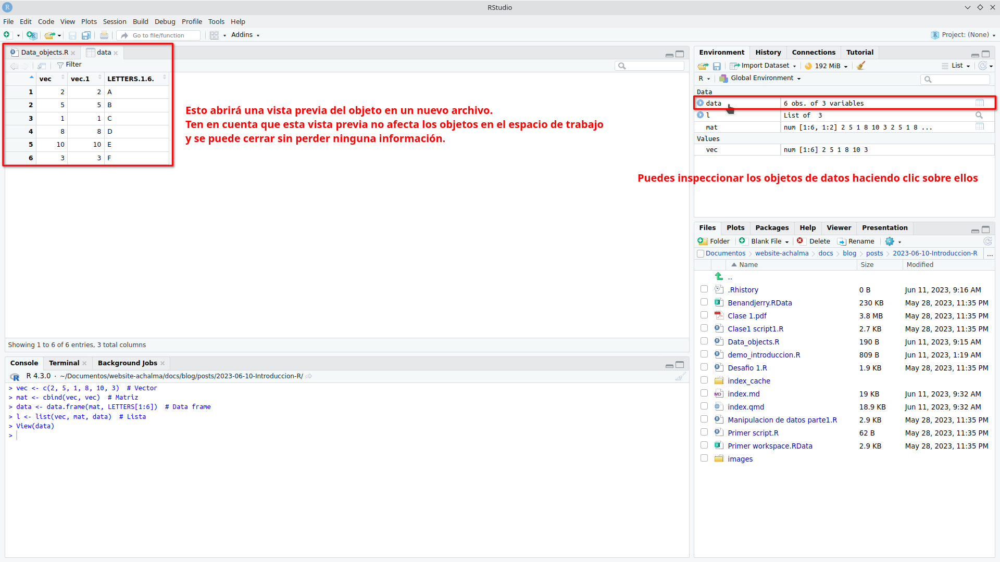 RStudio
File Edit Code View Plots Session Build Debug Profile Tools Help
Go to file/function Addins Project: (None)
Data_objects.R data
Filter
vec vec.1 LETTERS.1.6.
1 2 2 A
2 5 5 B
3 1 1 C
4 8 8 D
5 10 10 E
6 3 3 F
Esto abrirá una vista previa del objeto en un nuevo archivo.
Ten en cuenta que esta vista previa no afecta los objetos en el espacio de trabajo
y se puede cerrar sin perder ninguna información.
Showing 1 to 6 of 6 entries, 3 total columns
Console Terminal Background Jobs
R 4.3.0 · ~/Documentos/website-achalma/docs/blog/posts/2023-06-10-Introduccion-R/
> vec <- c(2, 5, 1, 8, 10, 3)  # Vector
> mat <- cbind(vec, vec)  # Matriz
> data <- data.frame(mat, LETTERS[1:6])  # Data frame
> l <- list(vec, mat, data)  # Lista
> View(data)
>
Environment History Connections Tutorial
Import Dataset 192 MiB List
R Global Environment
Data
data 6 obs. of 3 variables
l List of  3
mat num [1:6, 1:2] 2 5 1 8 10 3 2 5 1 8 ...
Values
vec num [1:6] 2 5 1 8 10 3
Puedes inspeccionar los objetos de datos haciendo clic sobre ellos
Files Plots Packages Help Viewer Presentation
Folder Blank File Delete Rename
Documentos > website-achalma > docs > blog > posts > 2023-06-10-Introduccion-R ...
Name Size Modified
..
.Rhistory 0 B Jun 11, 2023, 9:16 AM
Benandjerry.RData 230 KB May 28, 2023, 11:35 PM
Clase 1.pdf 3.8 MB May 28, 2023, 11:35 PM
Clase1 script1.R 2.7 KB May 28, 2023, 11:35 PM
Data_objects.R 190 B Jun 11, 2023, 9:15 AM
demo_introduccion.R 809 B Jun 11, 2023, 1:19 AM
Desafio 1.R 1.9 KB May 28, 2023, 11:35 PM
index_cache
index.md 19 KB Jun 11, 2023, 9:32 AM
index.qmd 18.9 KB Jun 11, 2023, 9:32 AM
Manipulacion de datos parte1.R 2.9 KB May 28, 2023, 11:35 PM
Primer script.R 62 B May 28, 2023, 11:35 PM
Primer workspace.RData 2.9 KB May 28, 2023, 11:35 PM
images